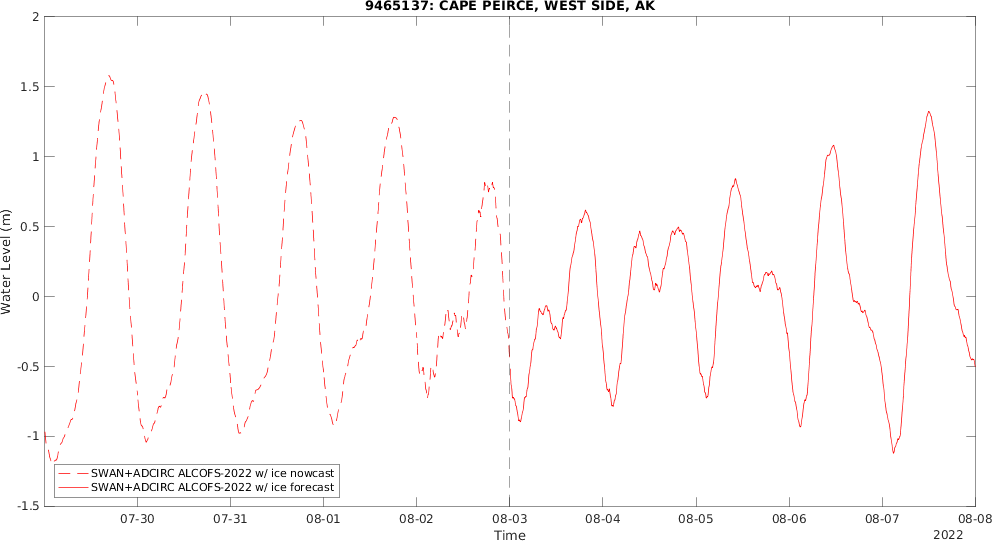 9465137: CAPE PEIRCE, WEST SIDE, AK
2
1.5
1
0.5
0
-0.5
-1
-1.5
Water Level (m)
SWAN+ADCIRC ALCOFS-2022 w/ ice nowcast
SWAN+ADCIRC ALCOFS-2022 w/ ice forecast
07-30 07-31 08-01 08-02 08-03 08-04 08-05 08-06 08-07 08-08
Time
2022